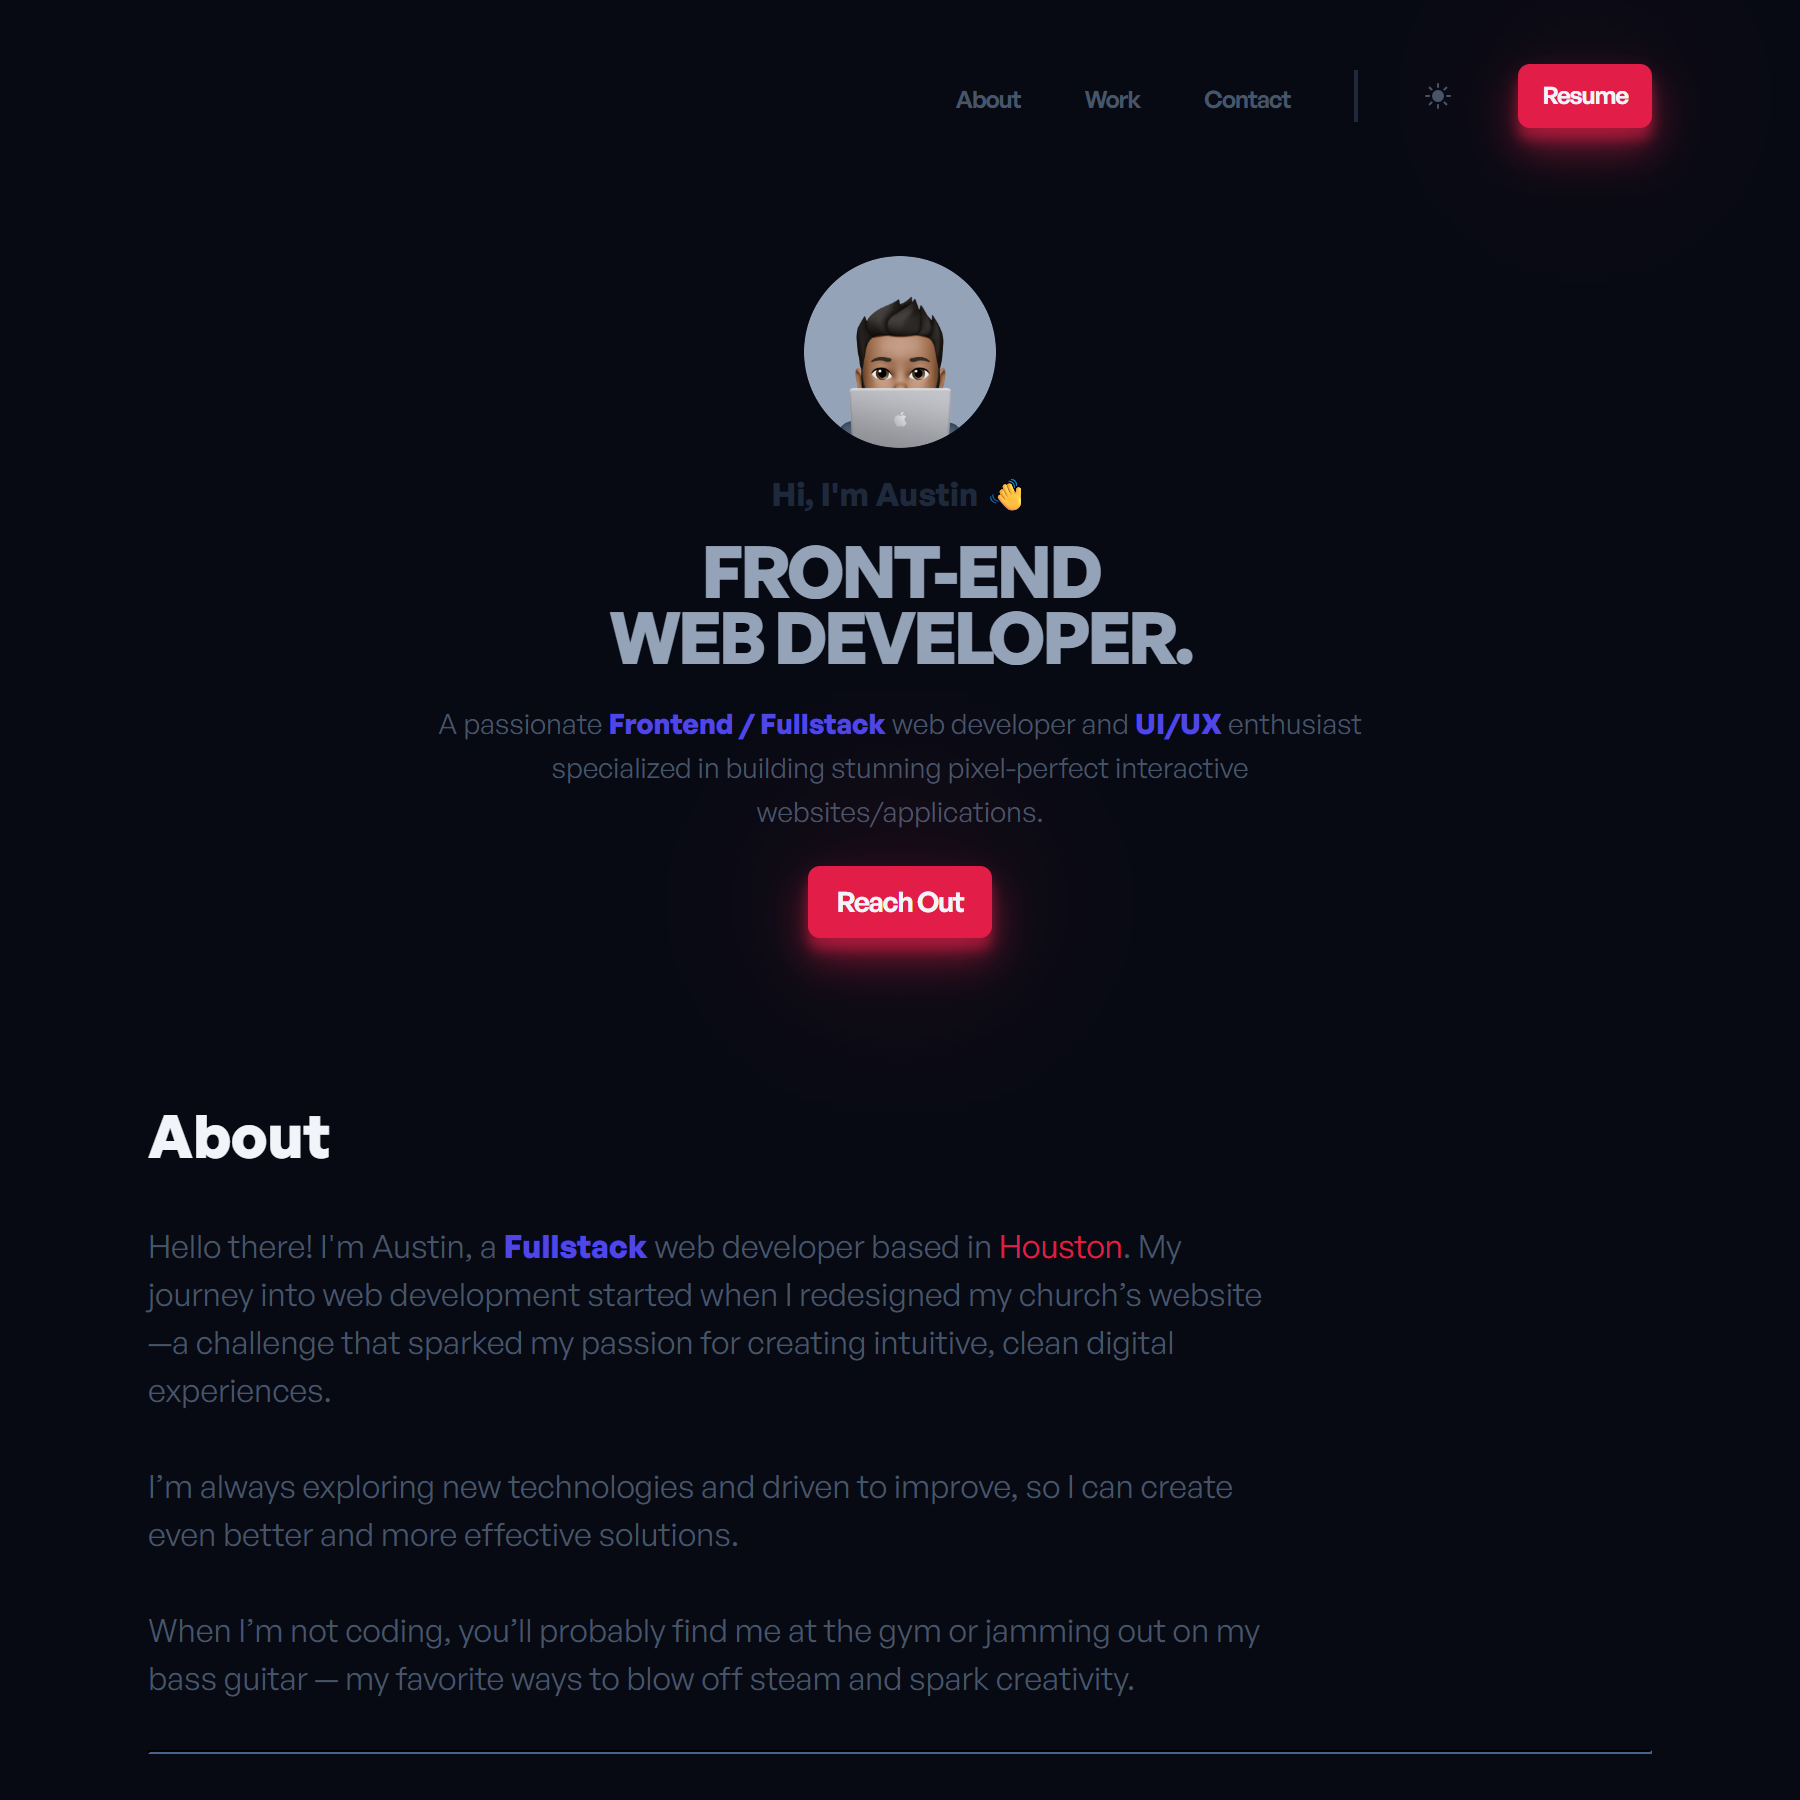 About Work Contact Resume
Hi, I'm Austin 👋
FRONT-END
WEB DEVELOPER.
A passionate Frontend / Fullstack web developer and UI/UX enthusiast
specialized in building stunning pixel-perfect interactive
websites/applications.
Reach Out
About
Hello there! I'm Austin, a Fullstack web developer based in Houston. My
journey into web development started when I redesigned my church’s website
—a challenge that sparked my passion for creating intuitive, clean digital
experiences.
I’m always exploring new technologies and driven to improve, so I can create
even better and more effective solutions.
When I’m not coding, you’ll probably find me at the gym or jamming out on my
bass guitar — my favorite ways to blow off steam and spark creativity.